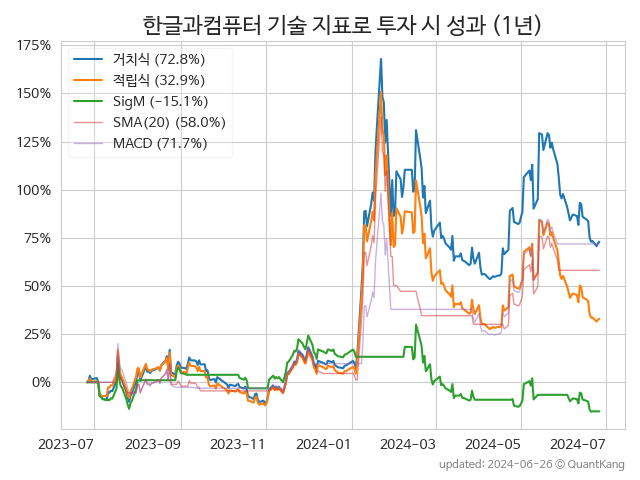 한글과컴퓨터 기술 지표로 투자 시 성과 (1년)
175%
150%
125%
100%
75%
50%
25%
0%
거치식 (72.8%)
적립식 (32.9%)
SigM (−15.1%)
SMA(20) (58.0%)
MACD (71.7%)
2023-07 2023-09 2023-11 2024-01 2024-03 2024-05 2024-07
updated: 2024-06-26 © QuantKang